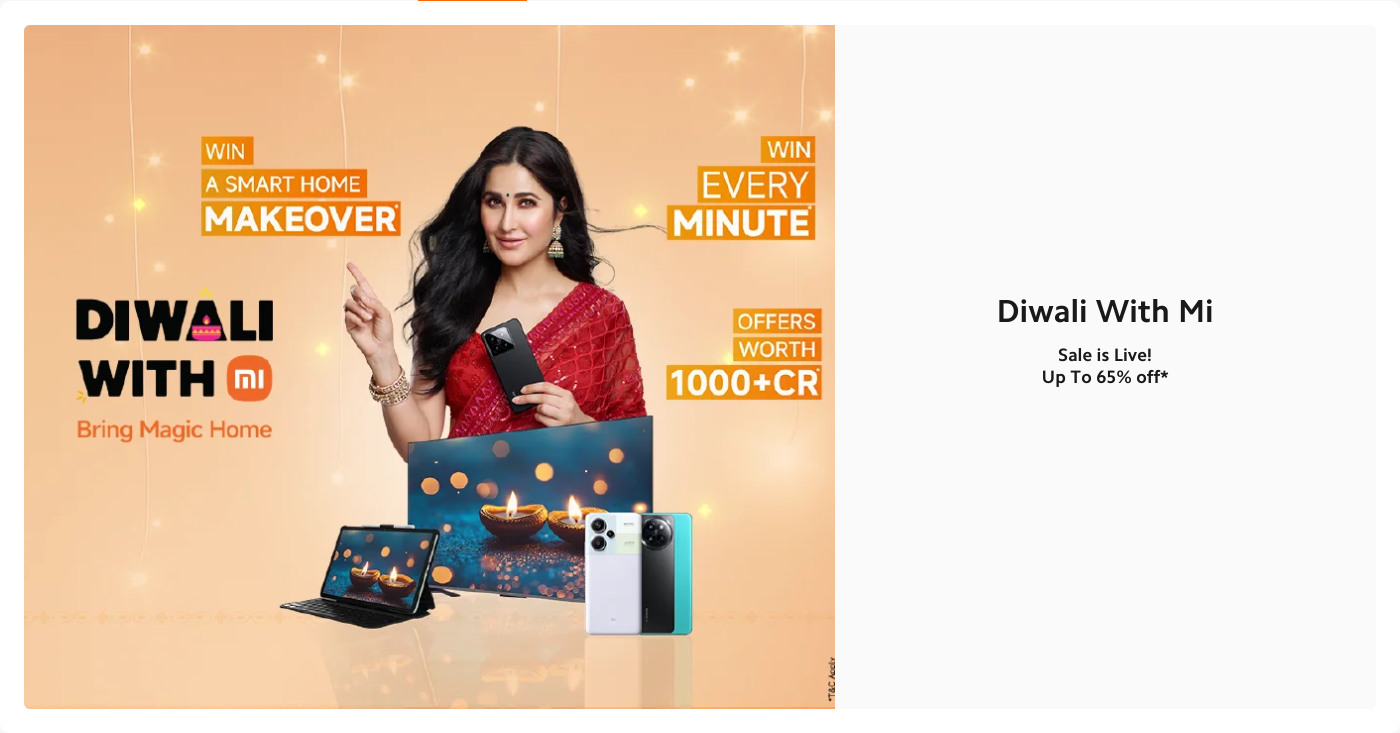 WIN
A SMART HOME
MAKEOVER*
WIN
EVERY
MINUTE*
DIWALI
WITH mi
Bring Magic Home
OFFERS
WORTH
1000+CR*
*T&C Apply
Diwali With Mi
Sale is Live!
Up To 65% off*